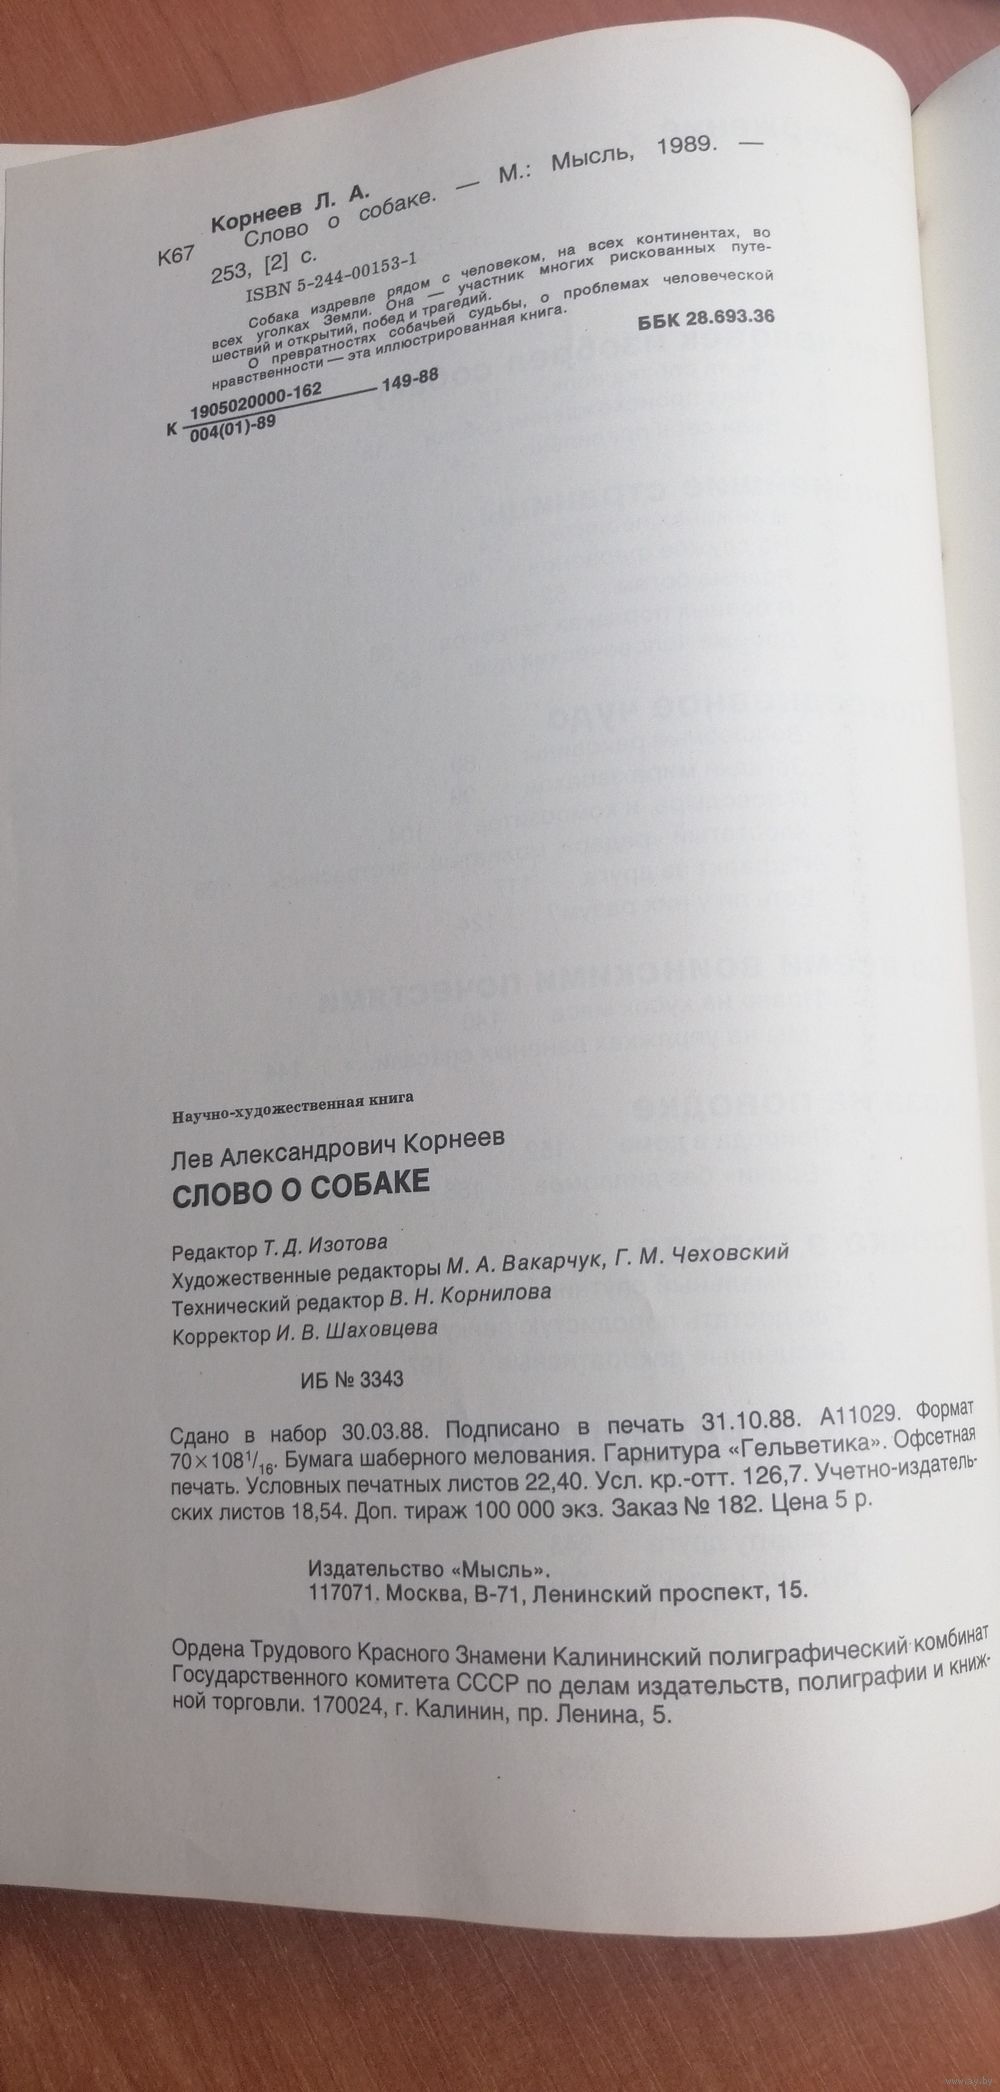 Корнеев Л. А.
К67 Слово о собаке. — М.: Мысль, 1989. —
253, [2] с.
ISBN 5-244-00153-1
Собака издревле рядом с человеком, на всех континентах, во
всех уголках Земли. Она — участник многих рискованных путе-
шествий и открытий, побед и трагедий.
О превратностях собачьей судьбы, о проблемах человеческой
нравственности — эта иллюстрированная книга.
ББК 28.693.36
К 1905020000-162 149-88
004(01)-89
Научно-художественная книга
Лев Александрович Корнеев
СЛОВО О СОБАКЕ
Редактор Т. Д. Изотова
Художественные редакторы М. А. Вакарчук, Г. М. Чеховский
Технический редактор В. Н. Корнилова
Корректор И. В. Шаховцева
ИБ № 3343
Сдано в набор 30.03.88. Подписано в печать 31.10.88. А11029. Формат
70×108¹/₁₆. Бумага шаберного мелования. Гарнитура «Гельветика». Офсетная
печать. Условных печатных листов 22,40. Усл. кр.-отт. 126,7. Учетно-издатель-
ских листов 18,54. Доп. тираж 100 000 экз. Заказ № 182. Цена 5 р.
Издательство «Мысль».
117071. Москва, В-71, Ленинский проспект, 15.
Ордена Трудового Красного Знамени Калининский полиграфический комбинат
Государственного комитета СССР по делам издательств, полиграфии и книж-
ной торговли. 170024, г. Калинин, пр. Ленина, 5.
www.ay.by